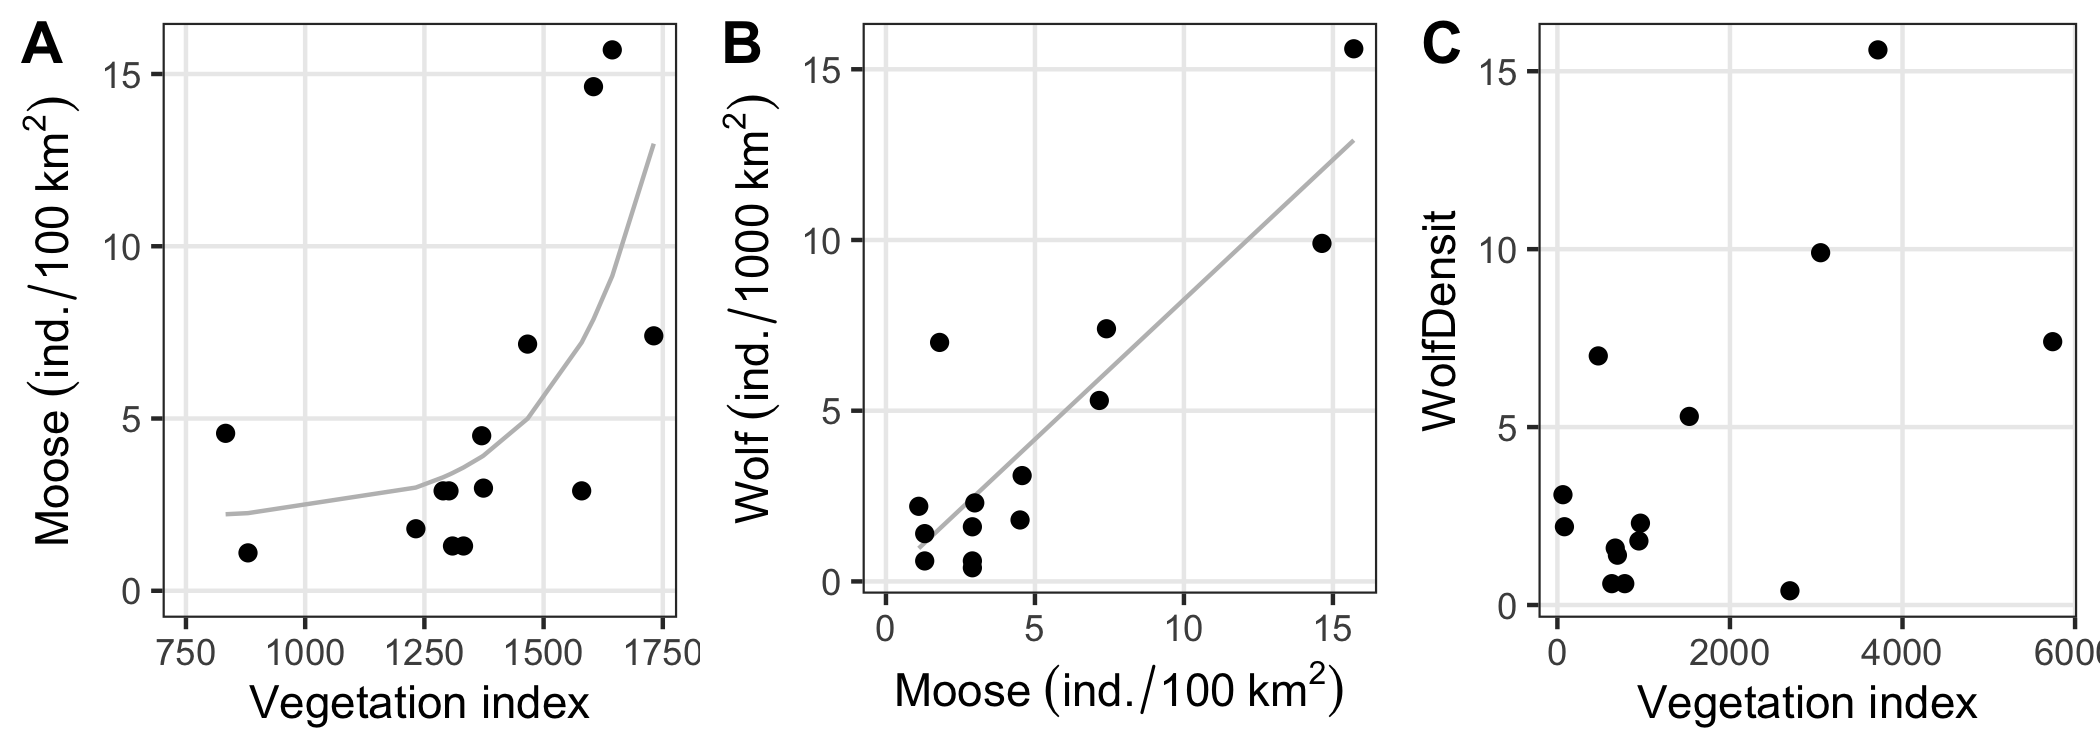 A
Moose (ind./100 km²)
15
10
5
0
750 1000 1250 1500 1750
Vegetation index
B
Wolf (ind./1000 km²)
15
10
5
0
0 5 10 15
Moose (ind./100 km²)
C
WolfDensit
15
10
5
0
0 2000 4000 600
Vegetation index